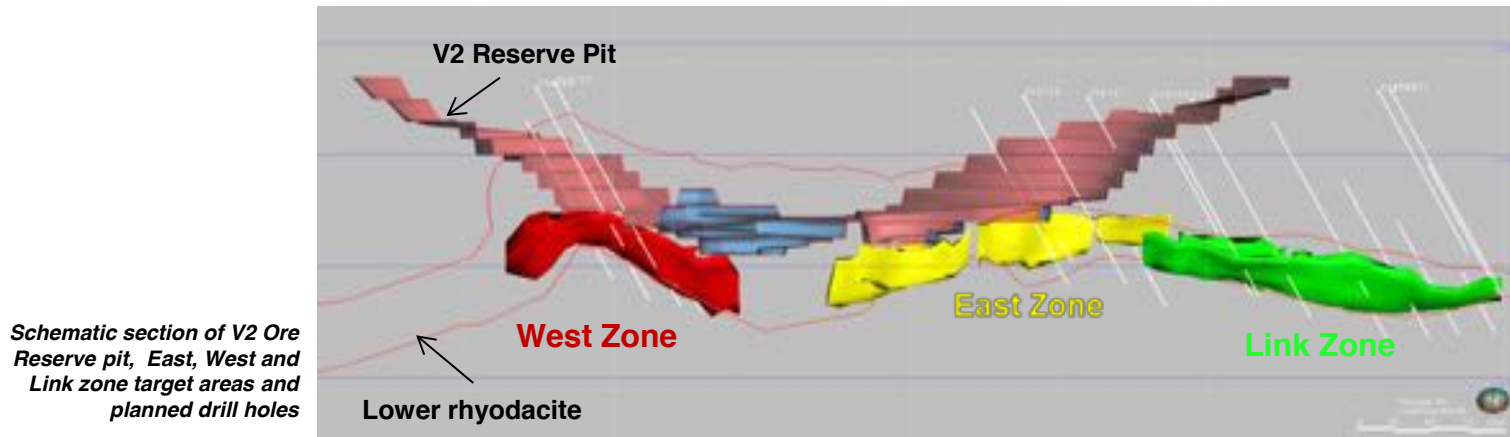 V2 Reserve Pit
East Zone
West Zone
Link Zone
Schematic section of V2 Ore
Reserve pit, East, West and
Link zone target areas and
planned drill holes
Lower rhyodacite